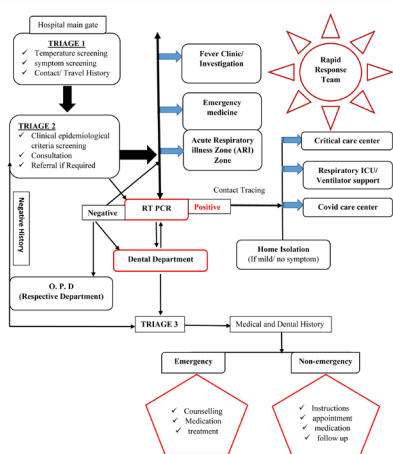 Hospital main gate
TRIAGE 1
✓ Temperature screening
✓ symptom screening
✓ Contact/ Travel History
Fever Clinic/
Investigation
Rapid
Response
Team
Emergency
medicine
TRIAGE 2
✓ Clinical epidemiological
criteria screening
✓ Consultation
✓ Referral if Required
Acute Respiratory
illness Zone (ARI)
Zone
Critical care center
Respiratory ICU/
Ventilator support
Contact Tracing
Negative History
Negative
RT PCR
Positive
Covid care center
Dental Department
Home Isolation
(If mild/ no symptom)
O. P. D
(Respective Department)
TRIAGE 3
Medical and Dental History
Emergency
Non-emergency
✓ Counselling
✓ Medication
✓ treatment
✓ Instructions
✓ appointment
✓ medication
✓ follow up